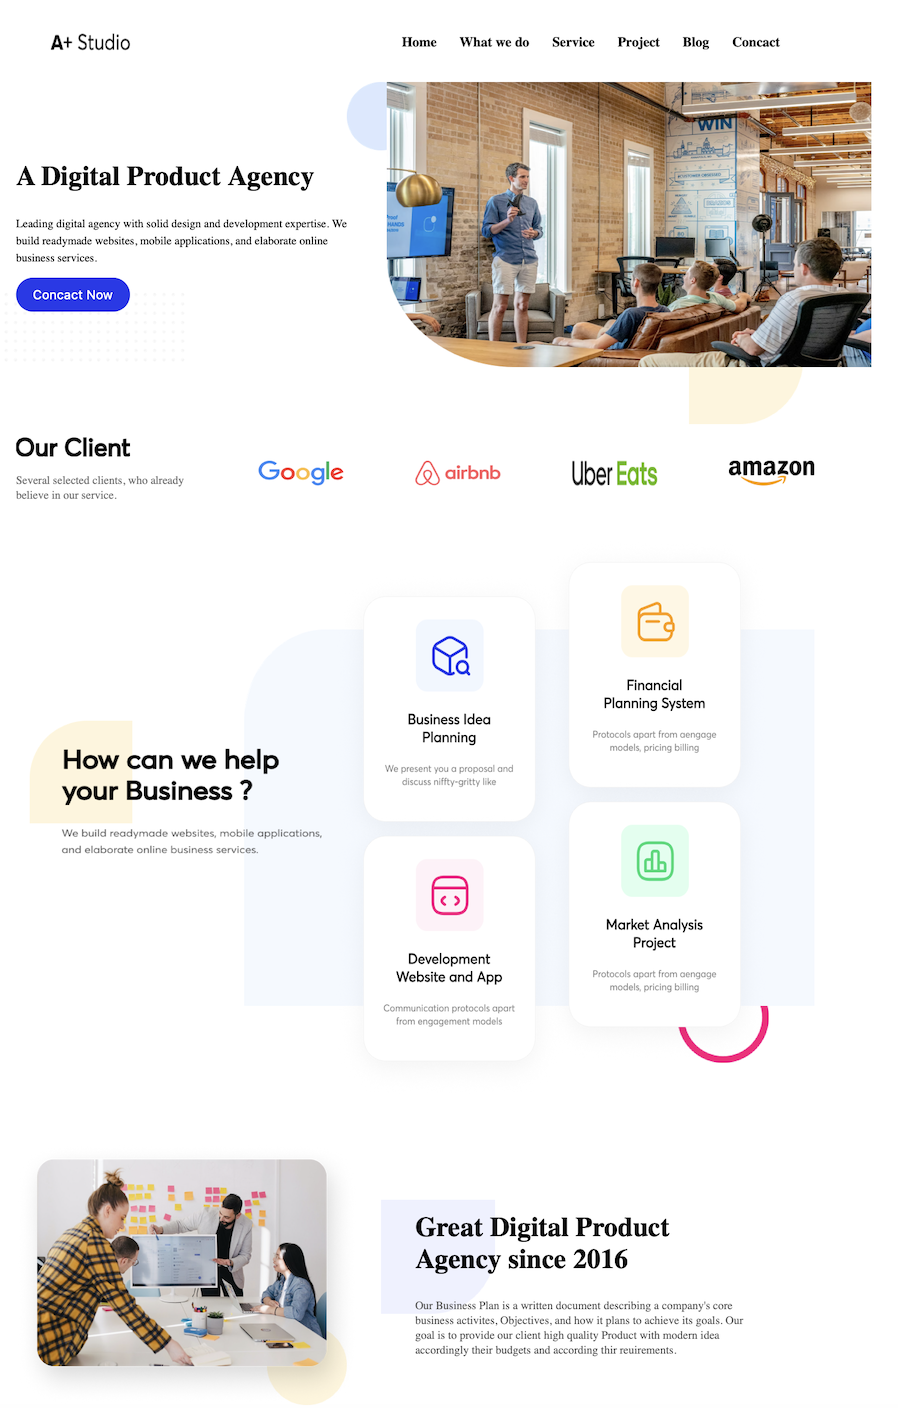 A+ Studio
Home What we do Service Project Blog Concact
WIN
A Digital Product Agency
Leading digital agency with solid design and development expertise. We
build readymade websites, mobile applications, and elaborate online
business services.
Concact Now
Our Client
Several selected clients, who already
believe in our service.
Google
airbnb
Uber Eats
amazon
How can we help
your Business ?
We build readymade websites, mobile applications,
and elaborate online business services.
Business Idea
Planning
We present you a proposal and
discuss niffty-gritty like
Financial
Planning System
Protocols apart from aengage
models, pricing billing
Development
Website and App
Communication protocols apart
from engagement models
Market Analysis
Project
Protocols apart from aengage
models, pricing billing
Great Digital Product
Agency since 2016
Our Business Plan is a written document describing a company's core
business activites, Objectives, and how it plans to achieve its goals. Our
goal is to provide our client high quality Product with modern idea
accordingly their budgets and according thir reuirements.